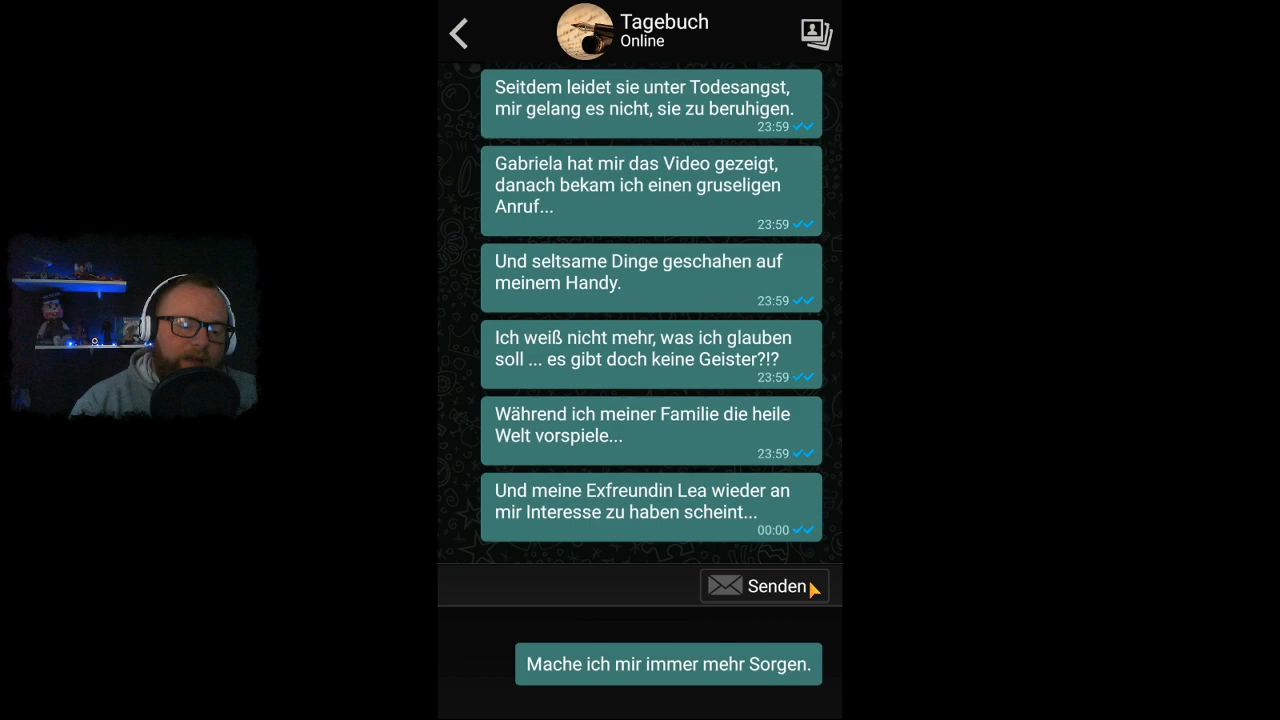 Tagebuch
Online
Seitdem leidet sie unter Todesangst,
mir gelang es nicht, sie zu beruhigen.
23:59
Gabriela hat mir das Video gezeigt,
danach bekam ich einen gruseligen
Anruf...
23:59
Und seltsame Dinge geschahen auf
meinem Handy.
23:59
Ich weiß nicht mehr, was ich glauben
soll ... es gibt doch keine Geister?!?
23:59
Während ich meiner Familie die heile
Welt vorspiele...
23:59
Und meine Exfreundin Lea wieder an
mir Interesse zu haben scheint...
00:00
Senden
Mache ich mir immer mehr Sorgen.